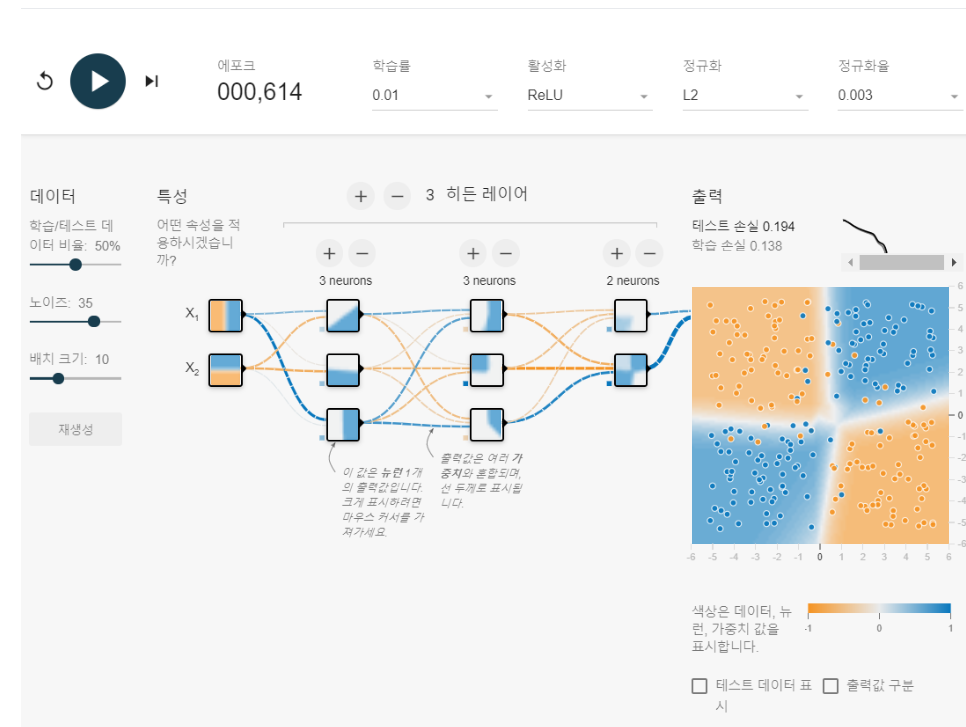 에포크
000,614
학습률
0.01
활성화
ReLU
정규화
L2
정규화율
0.003
데이터
학습/테스트 데
이터 비율: 50%
노이즈: 35
배치 크기: 10
재생성
특성
어떤 속성을 적
용하시겠습니
까?
X1
X2
+ − 3 히든 레이어
+ −
3 neurons
+ −
3 neurons
+ −
2 neurons
이 값은 뉴런 1개
의 출력값입니다.
크게 표시하려면
마우스 커서를 가
져가세요.
출력값은 여러 가
중치와 혼합되며,
선 두께로 표시됩
니다.
출력
테스트 손실 0.194
학습 손실 0.138
6
5
4
3
2
1
0
-1
-2
-3
-4
-5
-6
-6 -5 -4 -3 -2 -1 0 1 2 3 4 5 6
색상은 데이터, 뉴
런, 가중치 값을
표시합니다.
-1 0 1
테스트 데이터 표
시
출력값 구분